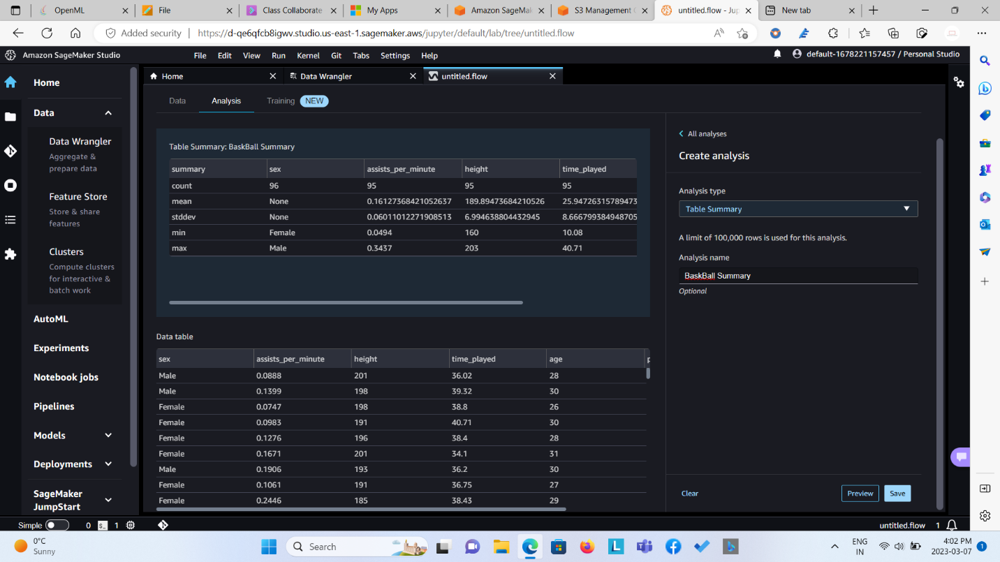 OpenML
File
Class Collaborate
My Apps
Amazon SageMak
S3 Management C
untitled.flow - Jup
New tab
Added security
https://d-qe6qfcb8igwv.studio.us-east-1.sagemaker.aws/jupyter/default/lab/tree/untitled.flow
Amazon SageMaker Studio
File Edit View Run Kernel Git Tabs Settings Help
default-1678221157457 / Personal Studio
Home
Data
Data Wrangler
Aggregate &
prepare data
Feature Store
Store & share
features
Clusters
Compute clusters
for interactive &
batch work
AutoML
Experiments
Notebook jobs
Pipelines
Models
Deployments
SageMaker
JumpStart
Home
Data Wrangler
untitled.flow
Data Analysis Training NEW
Table Summary: BaskBall Summary
summary sex assists_per_minute height time_played
count 96 95 95 95
mean None 0.16127368421052637 189.89473684210526 25.94726315789473
stddev None 0.06011012271908513 6.994638804432945 8.666799384948705
min Female 0.0494 160 10.08
max Male 0.3437 203 40.71
Data table
sex assists_per_minute height time_played age p
Male 0.0888 201 36.02 28
Male 0.1399 198 39.32 30
Female 0.0747 198 38.8 26
Female 0.0983 191 40.71 30
Female 0.1276 196 38.4 28
Female 0.1671 201 34.1 31
Male 0.1906 193 36.2 30
Female 0.1061 191 36.75 27
Female 0.2446 185 38.43 29
All analyses
Create analysis
Analysis type
Table Summary
A limit of 100,000 rows is used for this analysis.
Analysis name
BaskBall Summary
Optional
Clear Preview Save
Simple 0 $_ 1
untitled.flow 1
0°C
Sunny
Search
ENG
IN
4:02 PM
2023-03-07
1